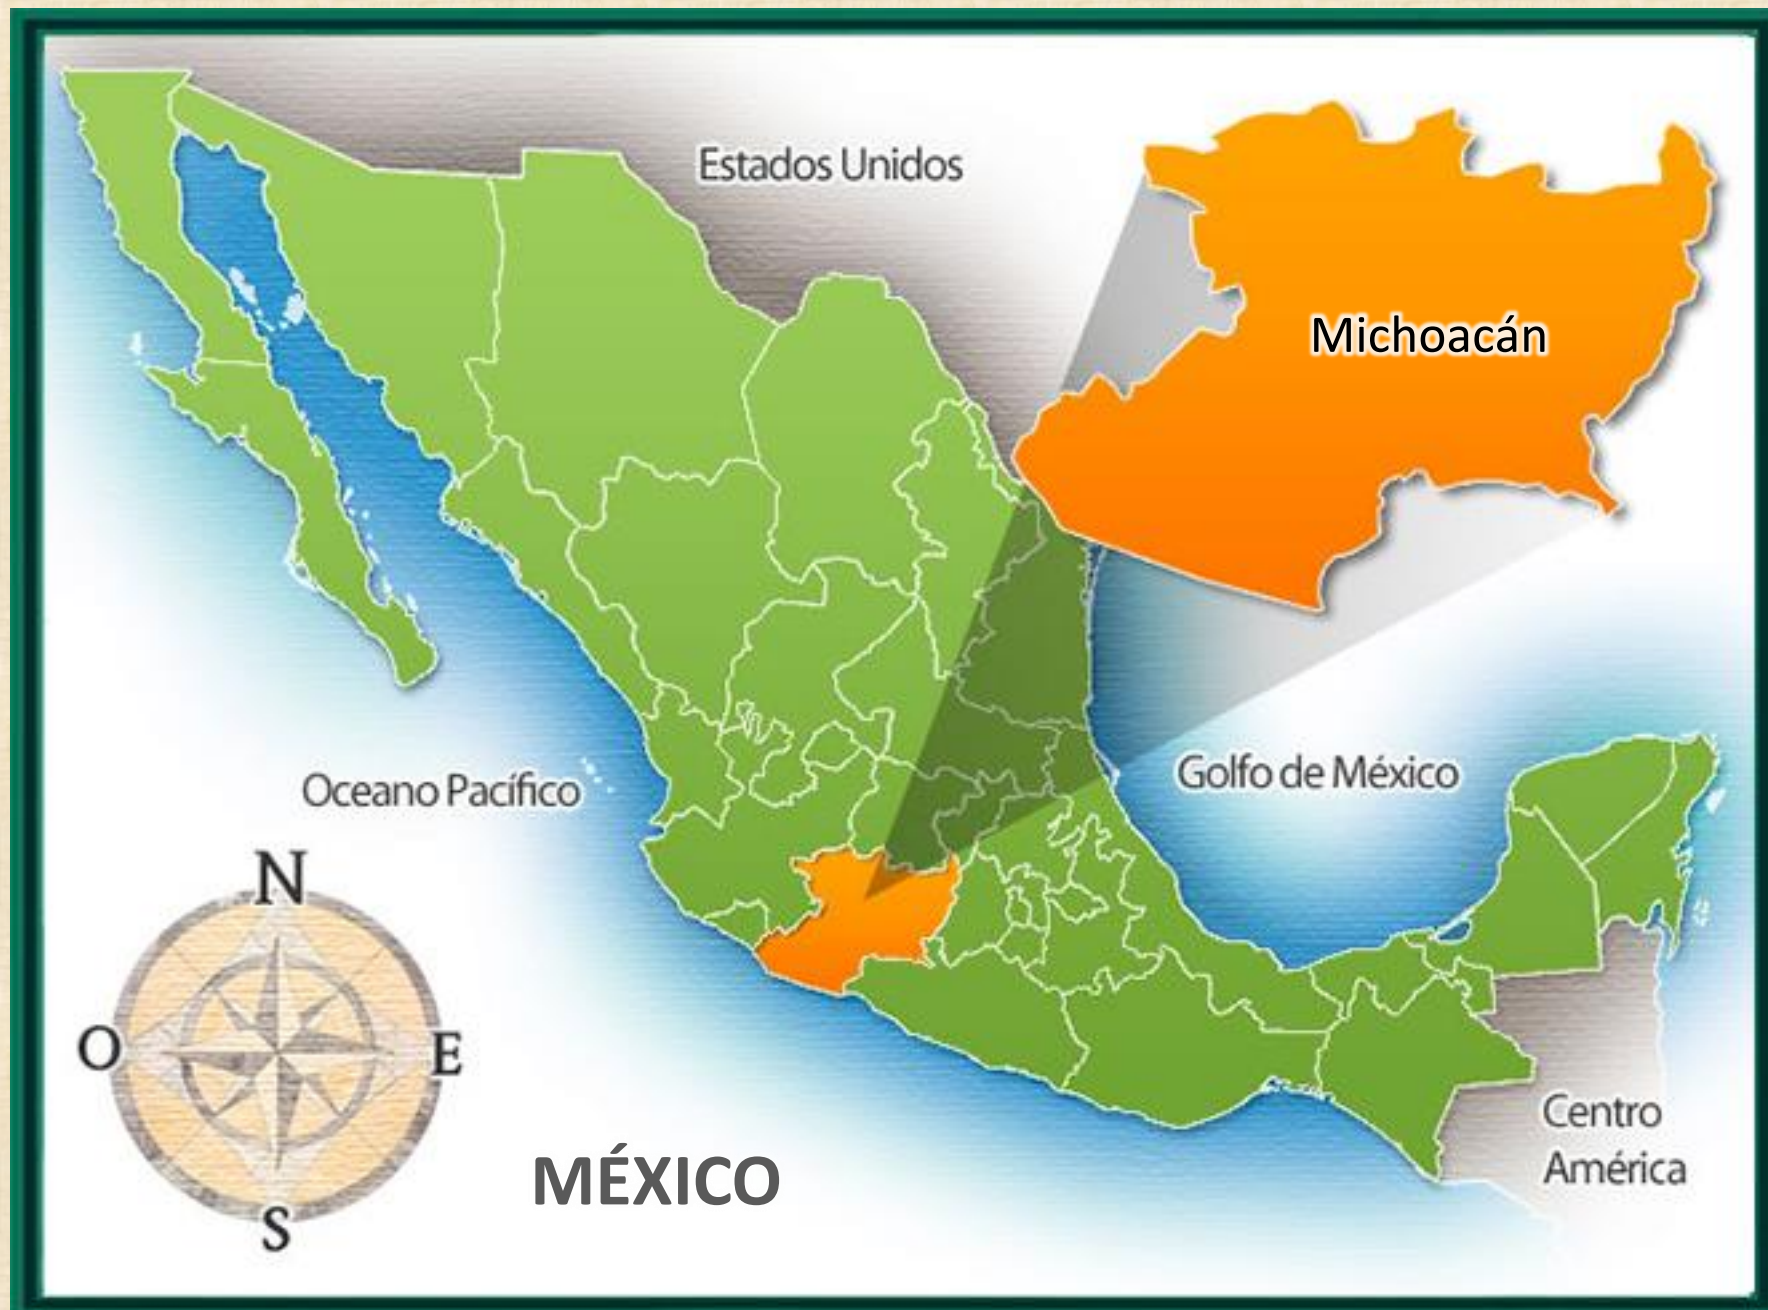 Estados Unidos
Michoacán
Golfo de México
Oceano Pacífico
N
O
E
S
MÉXICO
Centro
América